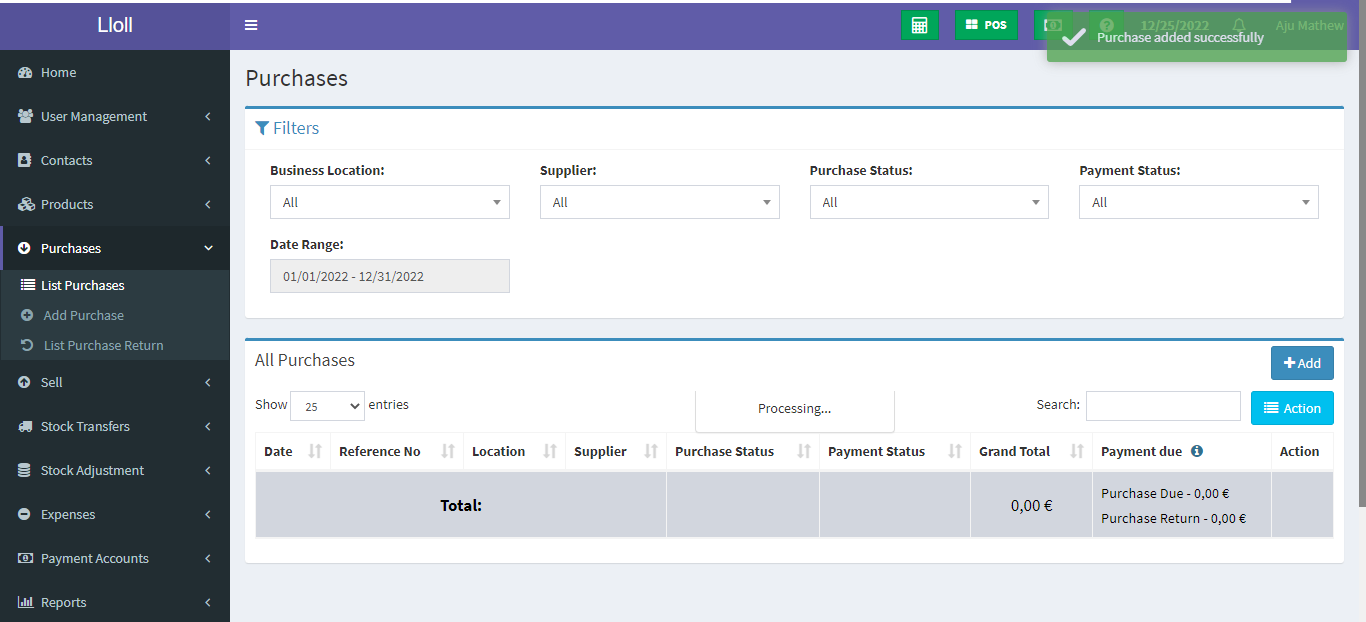 Lloll
POS
12/25/2022
Aju Mathew
Purchase added successfully
Home
User Management
Contacts
Products
Purchases
List Purchases
Add Purchase
List Purchase Return
Sell
Stock Transfers
Stock Adjustment
Expenses
Payment Accounts
Reports
Purchases
Filters
Business Location: Supplier: Purchase Status: Payment Status:
All All All All
Date Range:
01/01/2022 - 12/31/2022
All Purchases
Add
Show 25 entries Processing... Search: Action
Date Reference No Location Supplier Purchase Status Payment Status Grand Total Payment due Action
Total: 0,00 €
Purchase Due - 0,00 €
Purchase Return - 0,00 €